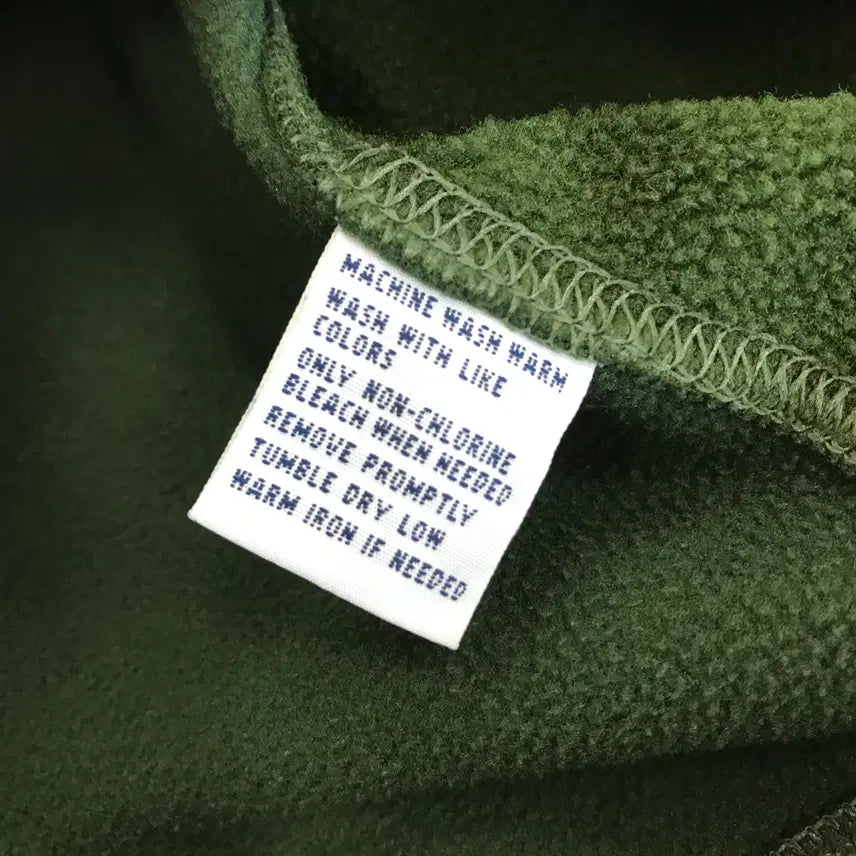 MACHINE WASH WARM
WASH WITH LIKE
COLORS
ONLY NON-CHLORINE
BLEACH WHEN NEEDED
REMOVE PROMPTLY
TUMBLE DRY LOW
WARM IRON IF NEEDED